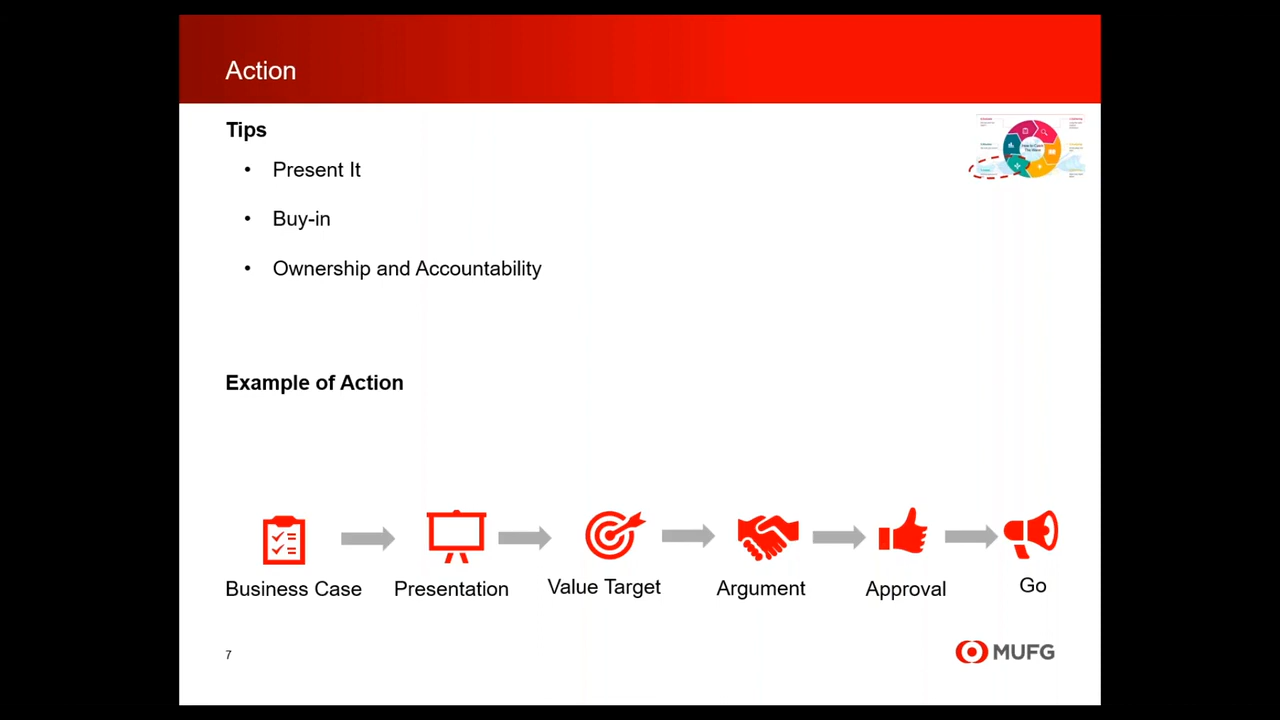 Action
Tips
• Present It
• Buy-in
• Ownership and Accountability
Example of Action
Business Case
Presentation
Value Target
Argument
Approval
Go
7
MUFG